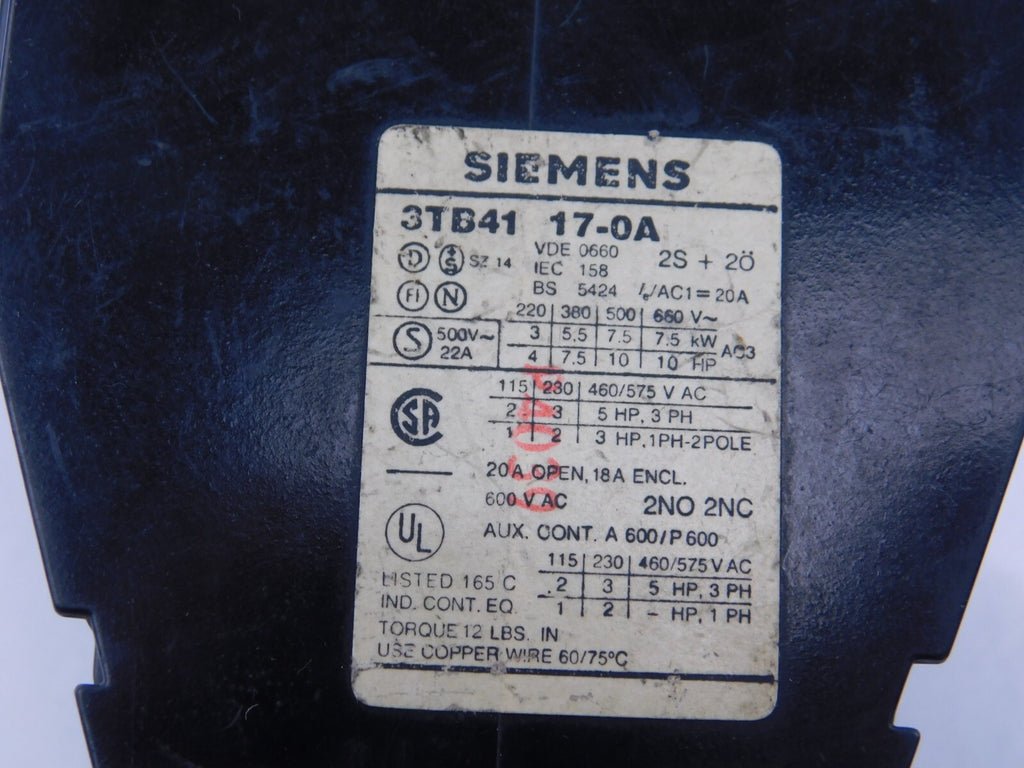 SIEMENS
3TB41 17-0A
D S SZ 14 VDE 0660 2S + 2Ö
IEC 158
FI N BS 5424 Ie/AC1=20A
220 380 500 660 V~
S 500V~ 22A 3 5,5 7.5 7.5 kW AC3
4 7.5 10 10 HP
115 230 460/575 V AC
SA 2 3 5 HP, 3 PH
1 2 3 HP,1PH-2POLE
20A OPEN, 18A ENCL.
600 V AC 2NO 2NC
UL AUX. CONT. A 600/P 600
115 230 460/575V AC
LISTED 165 C .2 3 5 HP, 3 PH
IND. CONT. EQ. 1 2 – HP, 1 PH
TORQUE 12 LBS. IN
USE COPPER WIRE 60/75°C